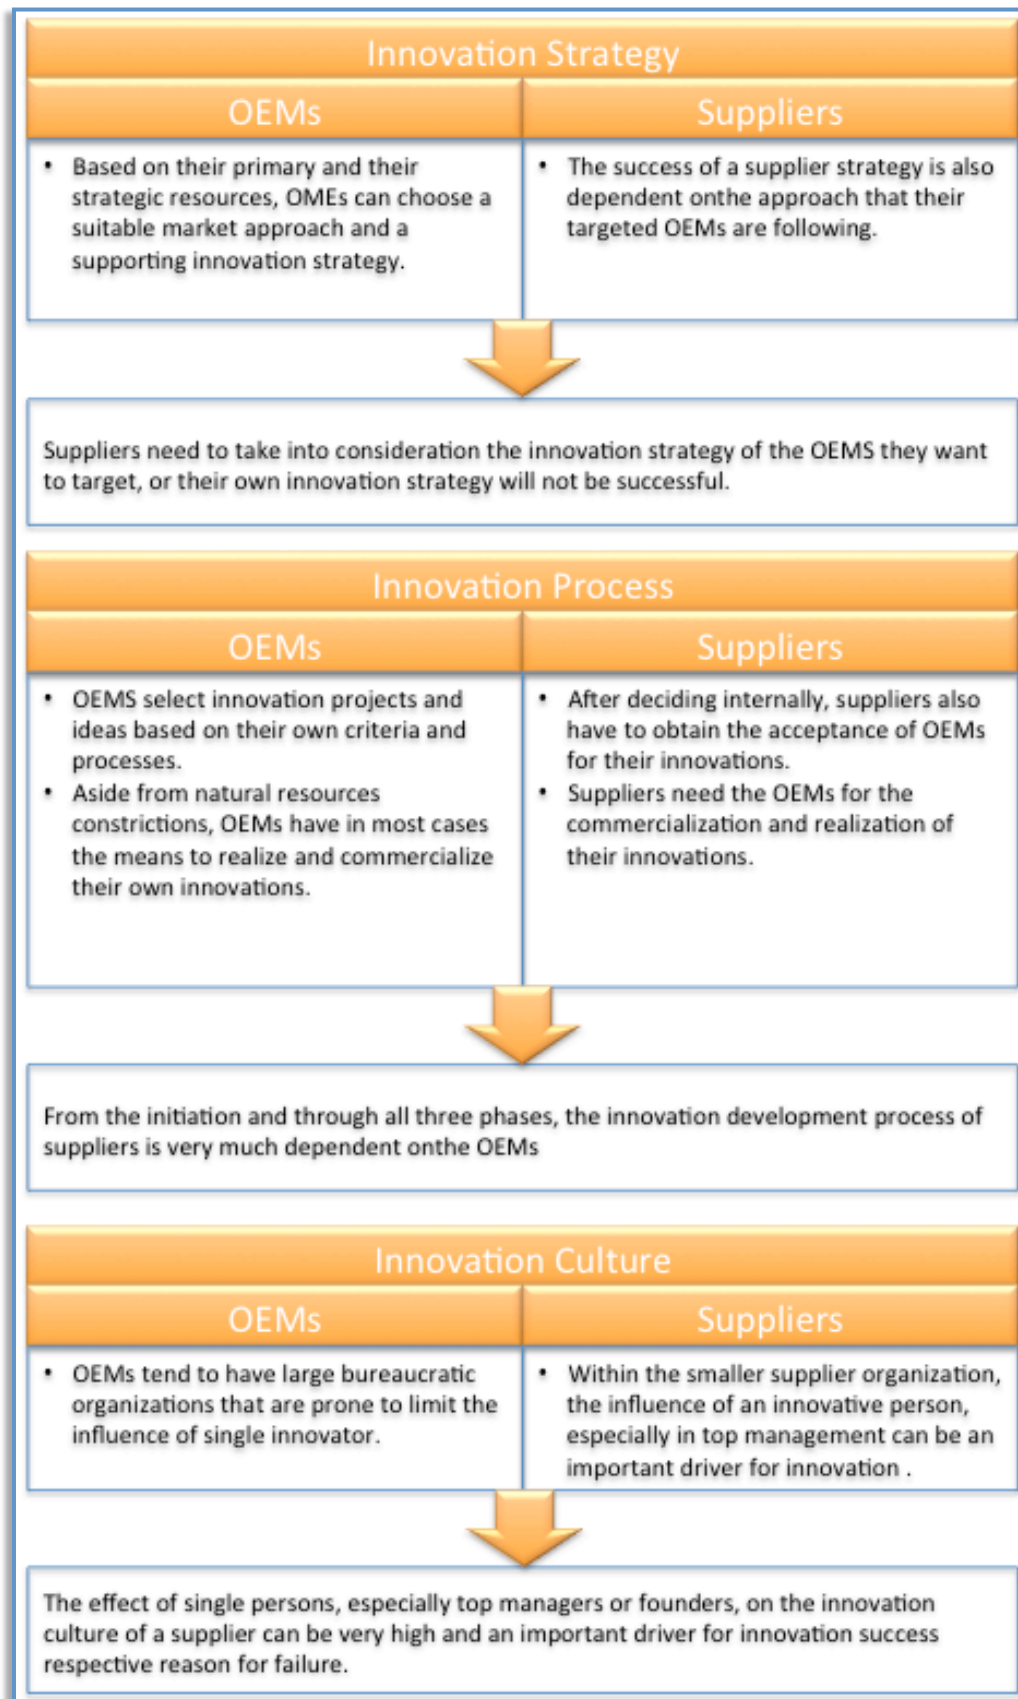 Innovation Strategy
OEMs
Suppliers
• Based on their primary and their
strategic resources, OMEs can choose a
suitable market approach and a
supporting innovation strategy.
• The success of a supplier strategy is also
dependent onthe approach that their
targeted OEMs are following.
Suppliers need to take into consideration the innovation strategy of the OEMS they want
to target, or their own innovation strategy will not be successful.
Innovation Process
OEMs
Suppliers
• OEMS select innovation projects and
ideas based on their own criteria and
processes.
• Aside from natural resources
constrictions, OEMs have in most cases
the means to realize and commercialize
their own innovations.
• After deciding internally, suppliers also
have to obtain the acceptance of OEMs
for their innovations.
• Suppliers need the OEMs for the
commercialization and realization of
their innovations.
From the initiation and through all three phases, the innovation development process of
suppliers is very much dependent onthe OEMs
Innovation Culture
OEMs
Suppliers
• OEMs tend to have large bureaucratic
organizations that are prone to limit the
influence of single innovator.
• Within the smaller supplier organization,
the influence of an innovative person,
especially in top management can be an
important driver for innovation .
The effect of single persons, especially top managers or founders, on the innovation
culture of a supplier can be very high and an important driver for innovation success
respective reason for failure.